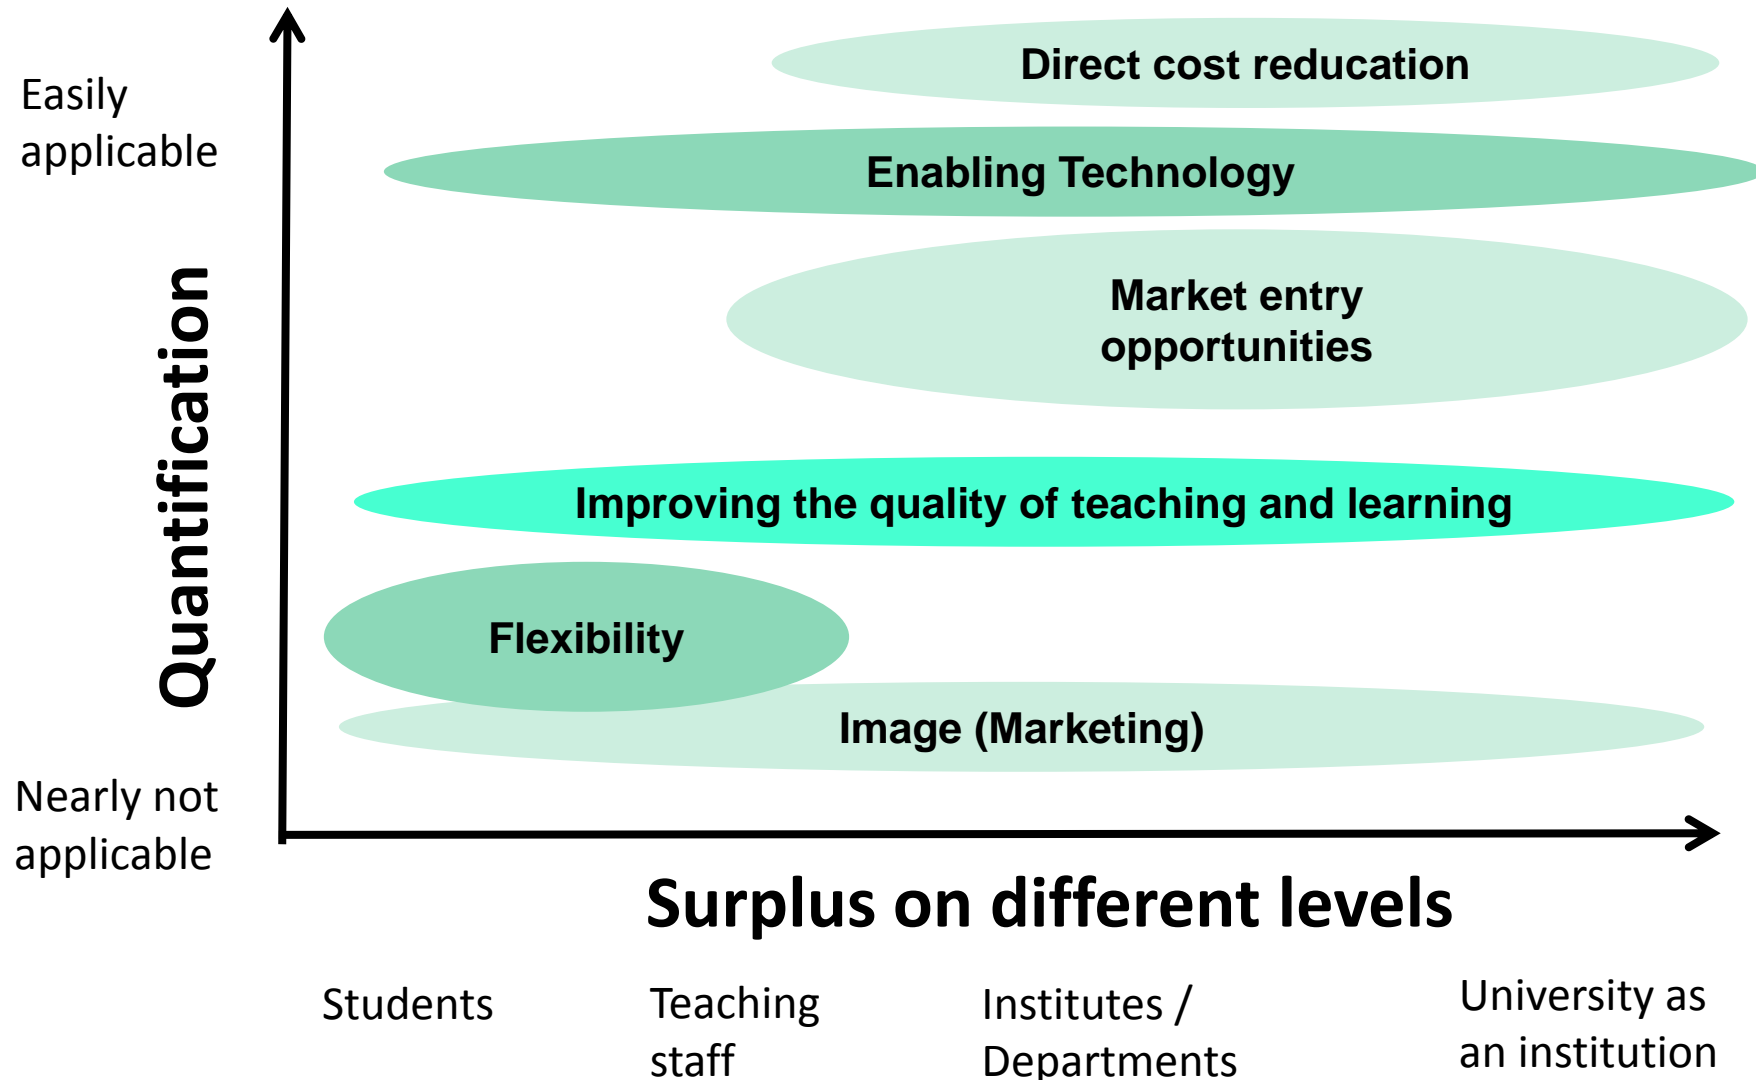 Direct cost reducation
Easily
applicable
Enabling Technology
Market entry
opportunities
Quantification
Improving the quality of teaching and learning
Flexibility
Image (Marketing)
Nearly not
applicable
Surplus on different levels
Students
Teaching
staff
Institutes /
Departments
University as
an institution